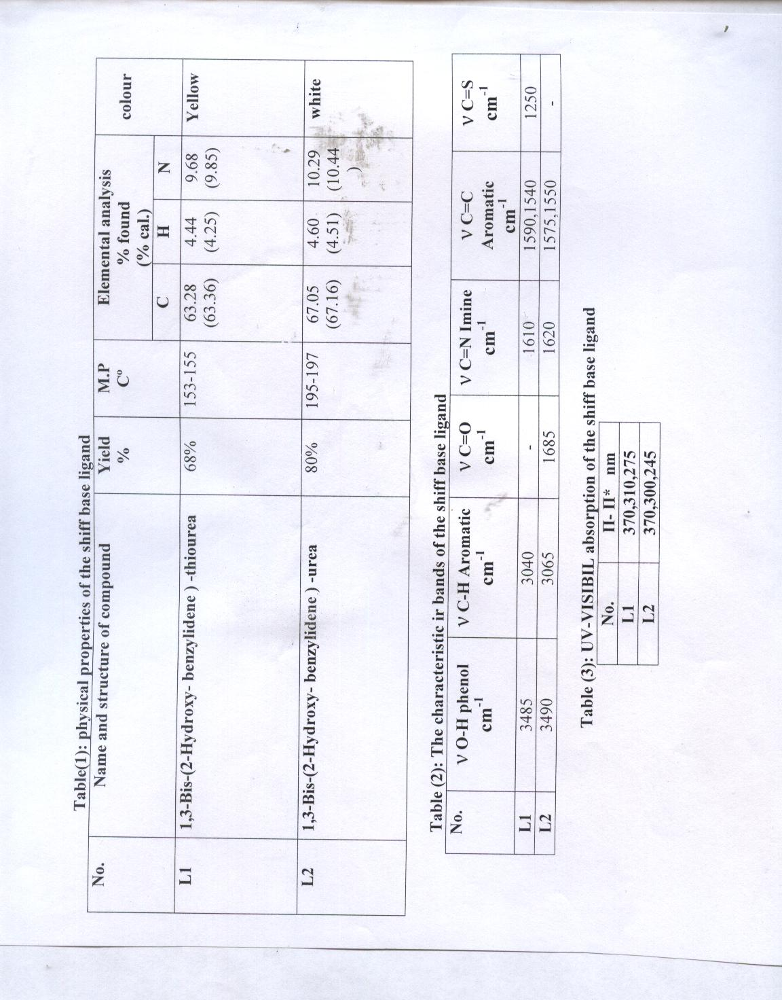 Table(1): physical properties of the shiff base ligand
No. Name and structure of compound Yield % M.P Cº Elemental analysis % found (% cal.) colour
C H N
L1 1,3-Bis-(2-Hydroxy- benzylidene ) -thiourea 68% 153-155 63.28 4.44 9.68 Yellow
(63.36) (4.25) (9.85)
L2 1,3-Bis-(2-Hydroxy- benzylidene ) -urea 80% 195-197 67.05 4.60 10.29 white
(67.16) (4.51) (10.44
)
Table (2): The characteristic ir bands of the shiff base ligand
No. ν O-H phenol cm-1 ν C-H Aromatic cm-1 ν C=O cm-1 ν C=N Imine cm-1 ν C=C Aromatic cm-1 ν C=S cm-1
L1 3485 3040 - 1610 1590,1540 1250
L2 3490 3065 1685 1620 1575,1550 -
Table (3): UV-VISIBIL absorption of the shiff base ligand
No. Π- Π* nm
L1 370,310,275
L2 370,300,245